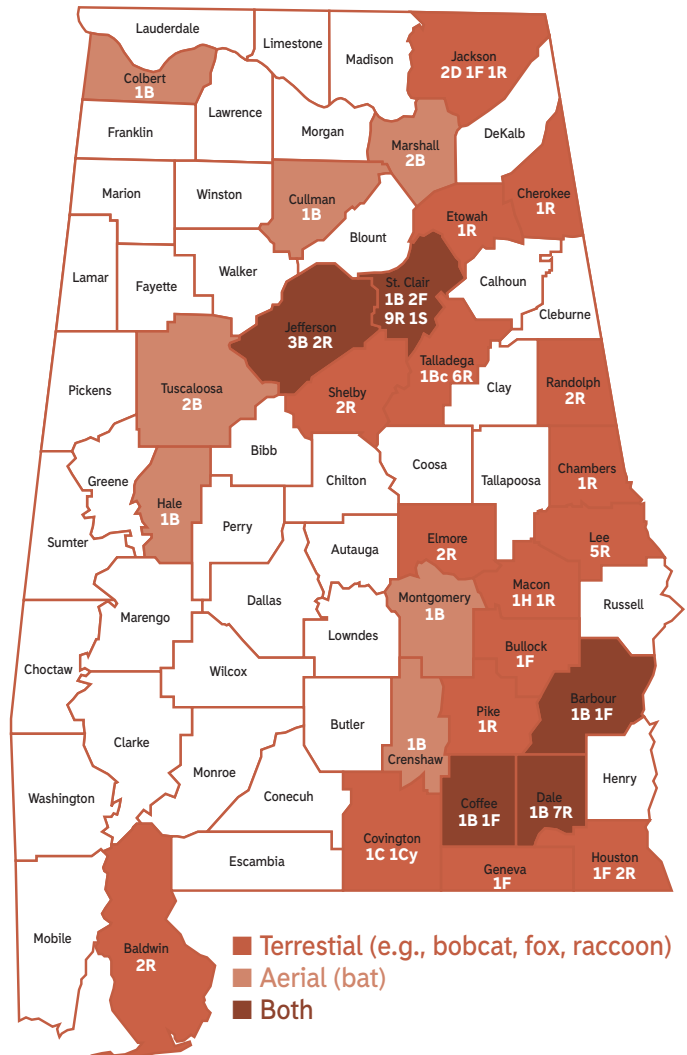 Lauderdale
Limestone
Madison
Jackson
2D 1F 1R
Colbert
1B
Lawrence
Franklin
Morgan
Marshall
2B
DeKalb
Marion
Winston
Cullman
1B
Cherokee
1R
Etowah
1R
Blount
Lamar
Fayette
Walker
St. Clair
1B 2F
9R 1S
Calhoun
Cleburne
Jefferson
3B 2R
Talladega
1Bc 6R
Pickens
Tuscaloosa
2B
Shelby
2R
Clay
Randolph
2R
Bibb
Coosa
Chilton
Tallapoosa
Chambers
1R
Greene
Hale
1B
Perry
Sumter
Autauga
Elmore
2R
Lee
5R
Macon
1H 1R
Montgomery
1B
Dallas
Russell
Marengo
Lowndes
Bullock
1F
Choctaw
Wilcox
Barbour
1B 1F
Pike
1R
Butler
Clarke
1B
Crenshaw
Monroe
Henry
Washington
Conecuh
Coffee
1B 1F
Dale
1B 7R
Covington
1C 1Cy
Escambia
Geneva
1F
Houston
1F 2R
Mobile
Baldwin
2R
Terrestial (e.g., bobcat, fox, raccoon)
Aerial (bat)
Both